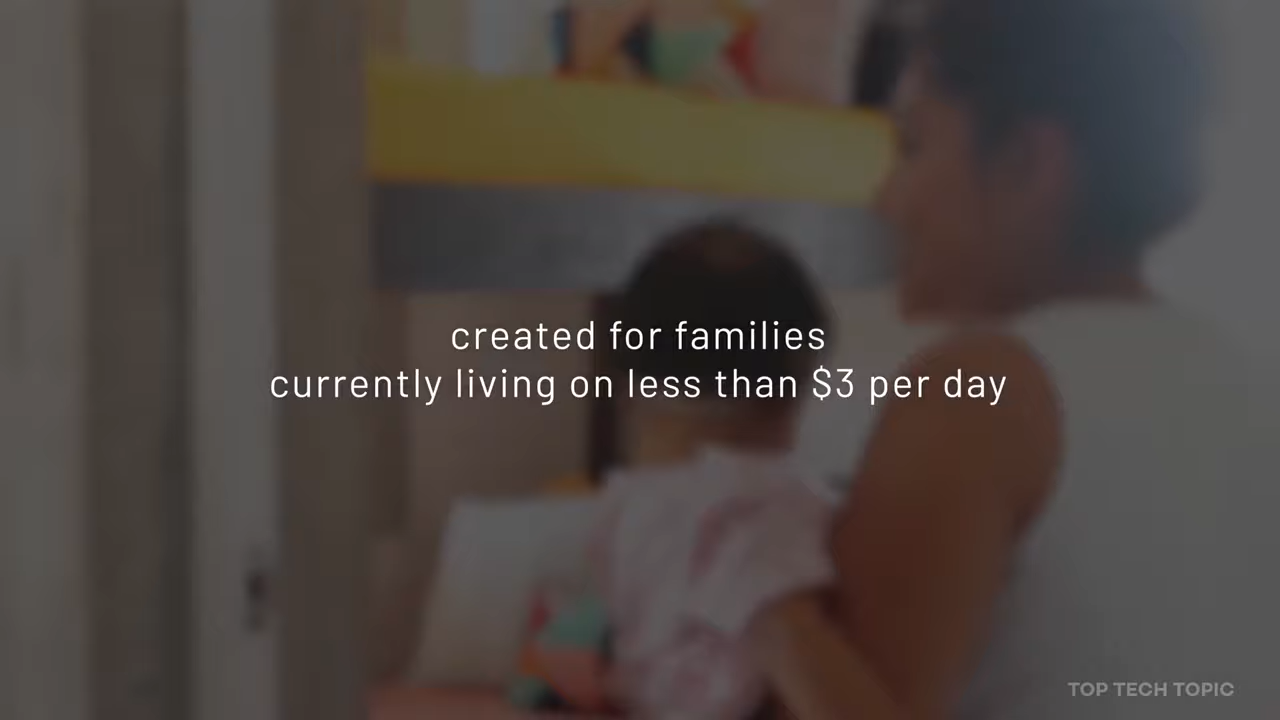 created for families
currently living on less than $3 per day
TOP TECH TOPIC